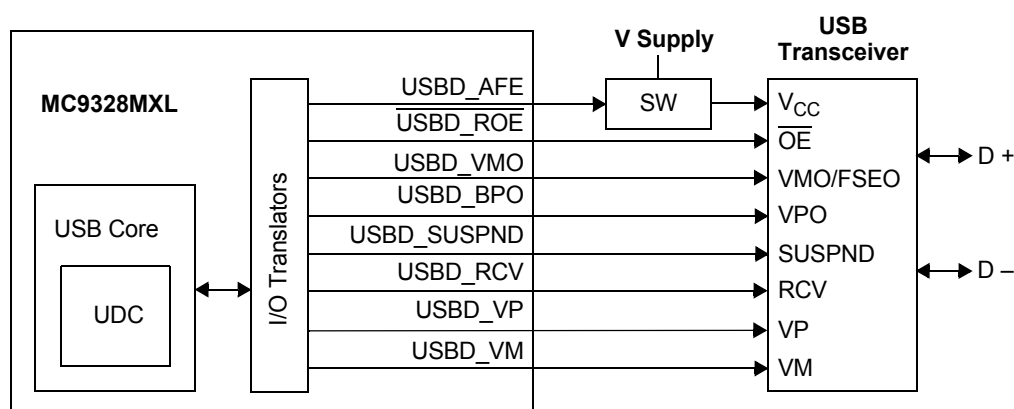 USB
Transceiver
V Supply
MC9328MXL
USBD_AFE
SW
VCC
USBD_ROE
OE
D +
USBD_VMO
VMO/FSEO
USBD_BPO
VPO
USB Core
USBD_SUSPND
SUSPND
D –
UDC
I/O Translators
USBD_RCV
RCV
USBD_VP
VP
USBD_VM
VM